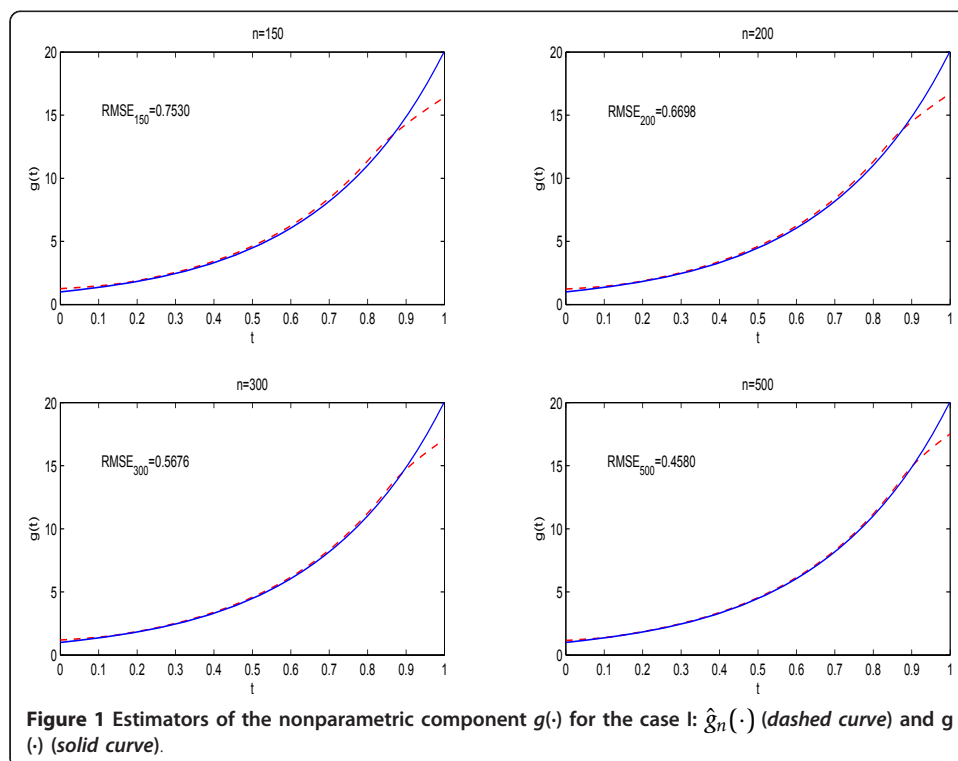 n=150
n=200
20
15
10
5
0
g(t)
RMSE150=0.7530
0 0.1 0.2 0.3 0.4 0.5 0.6 0.7 0.8 0.9 1
t
20
15
10
5
0
g(t)
RMSE200=0.6698
0 0.1 0.2 0.3 0.4 0.5 0.6 0.7 0.8 0.9 1
t
n=300
n=500
20
15
10
5
0
g(t)
RMSE300=0.5676
0 0.1 0.2 0.3 0.4 0.5 0.6 0.7 0.8 0.9 1
t
20
15
10
5
0
g(t)
RMSE500=0.4580
0 0.1 0.2 0.3 0.4 0.5 0.6 0.7 0.8 0.9 1
t
Figure 1 Estimators of the nonparametric component g(·) for the case I: ĝn(·) (dashed curve) and g
(·) (solid curve).